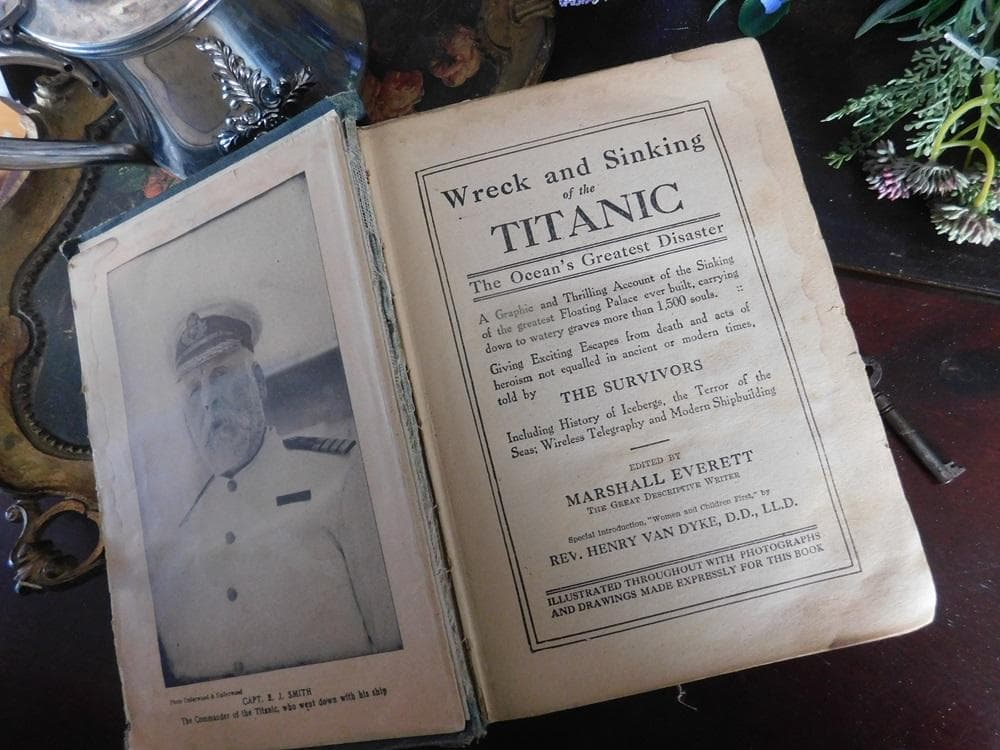 Photo Underwood & Underwood
CAPT. E. J. SMITH
The Commander of the Titanic, who went down with his ship
Wreck and Sinking
of the
TITANIC
The Ocean's Greatest Disaster
A Graphic and Thrilling Account of the Sinking
of the greatest Floating Palace ever built, carrying
down to watery graves more than 1,500 souls. ::
Giving Exciting Escapes from death and acts of
heroism not equalled in ancient or modern times,
told by THE SURVIVORS
Including History of Icebergs, the Terror of the
Seas; Wireless Telegraphy and Modern Shipbuilding
EDITED BY
MARSHALL EVERETT
THE GREAT DESCRIPTIVE WRITER
Special Introduction, "Women and Children First," by
REV. HENRY VAN DYKE, D.D., LL.D.
ILLUSTRATED THROUGHOUT WITH PHOTOGRAPHS
AND DRAWINGS MADE EXPRESSLY FOR THIS BOOK